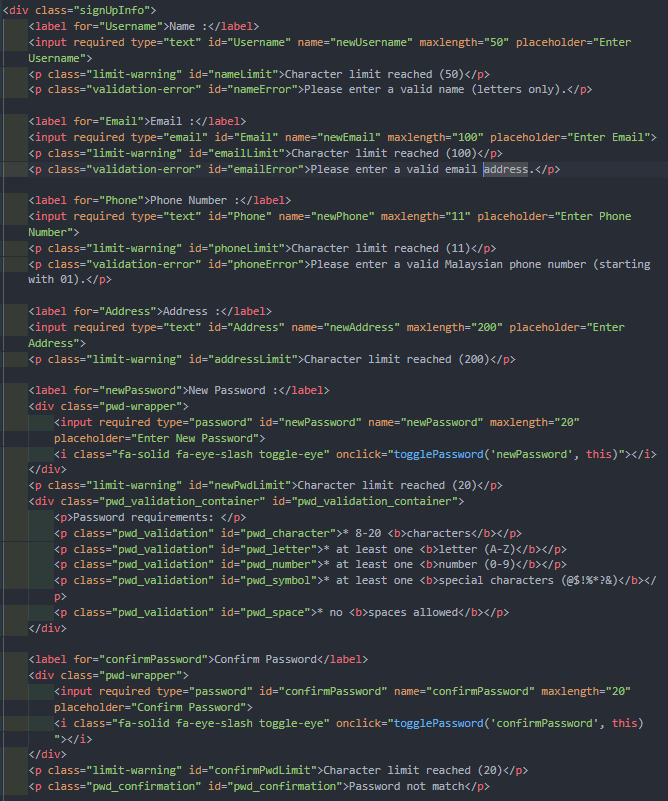 <div class="signUpInfo">
<label for="Username">Name :</label>
<input required type="text" id="Username" name="newUsername" maxlength="50" placeholder="Enter
Username">
<p class="limit-warning" id="nameLimit">Character limit reached (50)</p>
<p class="validation-error" id="nameError">Please enter a valid name (letters only).</p>
<label for="Email">Email :</label>
<input required type="email" id="Email" name="newEmail" maxlength="100" placeholder="Enter Email">
<p class="limit-warning" id="emailLimit">Character limit reached (100)</p>
<p class="validation-error" id="emailError">Please enter a valid email address.</p>
<label for="Phone">Phone Number :</label>
<input required type="text" id="Phone" name="newPhone" maxlength="11" placeholder="Enter Phone
Number">
<p class="limit-warning" id="phoneLimit">Character limit reached (11)</p>
<p class="validation-error" id="phoneError">Please enter a valid Malaysian phone number (starting
with 01).</p>
<label for="Address">Address :</label>
<input required type="text" id="Address" name="newAddress" maxlength="200" placeholder="Enter
Address">
<p class="limit-warning" id="addressLimit">Character limit reached (200)</p>
<label for="newPassword">New Password :</label>
<div class="pwd-wrapper">
<input required type="password" id="newPassword" name="newPassword" maxlength="20"
placeholder="Enter New Password">
<i class="fa-solid fa-eye-slash toggle-eye" onclick="togglePassword('newPassword', this)"></i>
</div>
<p class="limit-warning" id="newPwdLimit">Character limit reached (20)</p>
<div class="pwd_validation_container" id="pwd_validation_container">
<p>Password requirements: </p>
<p class="pwd_validation" id="pwd_character">* 8-20 <b>characters</b></p>
<p class="pwd_validation" id="pwd_letter">* at least one <b>letter (A-Z)</b></p>
<p class="pwd_validation" id="pwd_number">* at least one <b>number (0-9)</b></p>
<p class="pwd_validation" id="pwd_symbol">* at least one <b>special characters (@$!%*?&)</b></
p>
<p class="pwd_validation" id="pwd_space">* no <b>spaces allowed</b></p>
</div>
<label for="confirmPassword">Confirm Password</label>
<div class="pwd-wrapper">
<input required type="password" id="confirmPassword" name="confirmPassword" maxlength="20"
placeholder="Confirm Password">
<i class="fa-solid fa-eye-slash toggle-eye" onclick="togglePassword('confirmPassword', this)
"></i>
</div>
<p class="limit-warning" id="confirmPwdLimit">Character limit reached (20)</p>
<p class="pwd_confirmation" id="pwd_confirmation">Password not match</p>